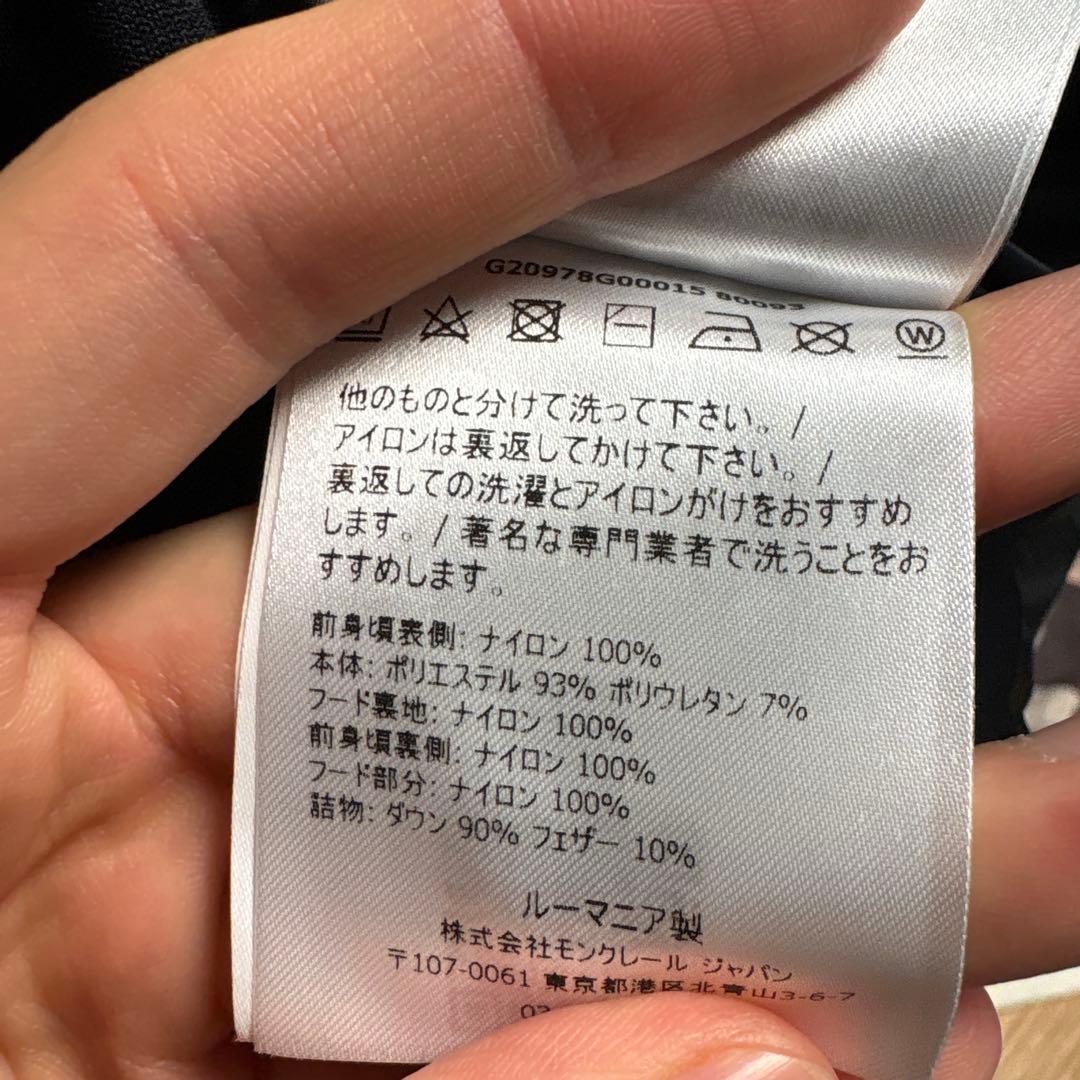 G20978G00015 80093
W
他のものと分けて洗って下さい。/
アイロンは裏返してかけて下さい。/
裏返しての洗濯とアイロンがけをおすすめ
します。/ 著名な専門業者で洗うことをお
すすめします。
前身頃表側: ナイロン 100%
本体: ポリエステル 93% ポリウレタン 7%
フード裏地: ナイロン 100%
前身頃裏側: ナイロン 100%
フード部分: ナイロン 100%
詰物: ダウン 90% フェザー 10%
ルーマニア製
株式会社モンクレール ジャパン
〒107-0061 東京都港区北青山3-6-7